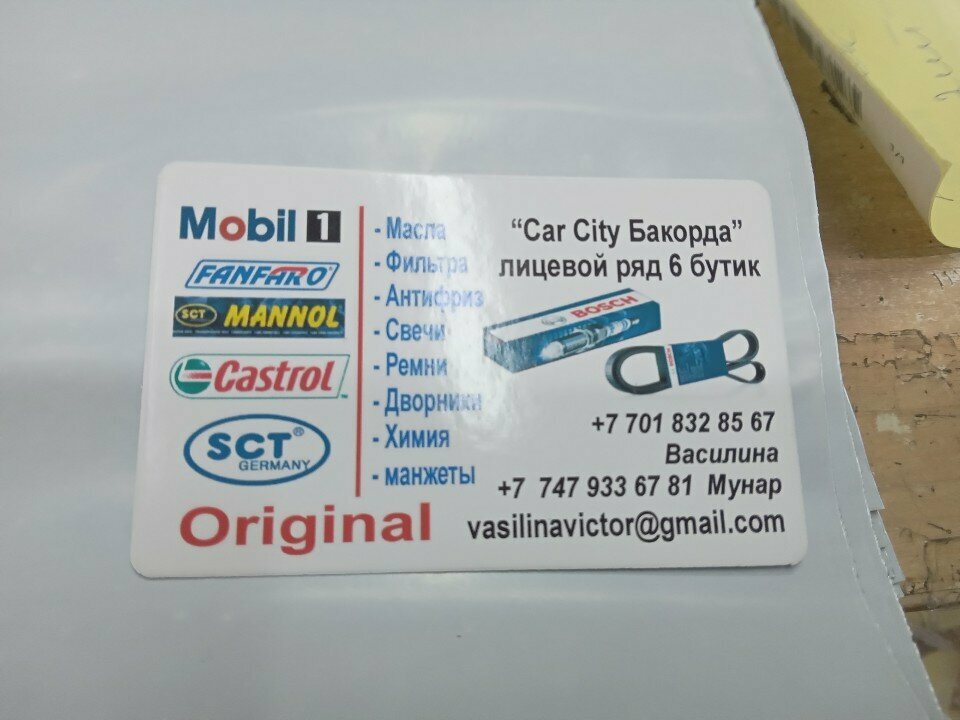 Mobil 1
FANFARO
SCT MANNOL
Castrol
SCT®
GERMANY
Original
- Масла
- Фильтра
- Антифриз
- Свечи
- Ремни
- Дворники
- Химия
- манжеты
“Car City Бакорда”
лицевой ряд 6 бутик
BOSCH
+7 701 832 85 67
Василина
+7 747 933 67 81 Мунар
vasilinavictor@gmail.com